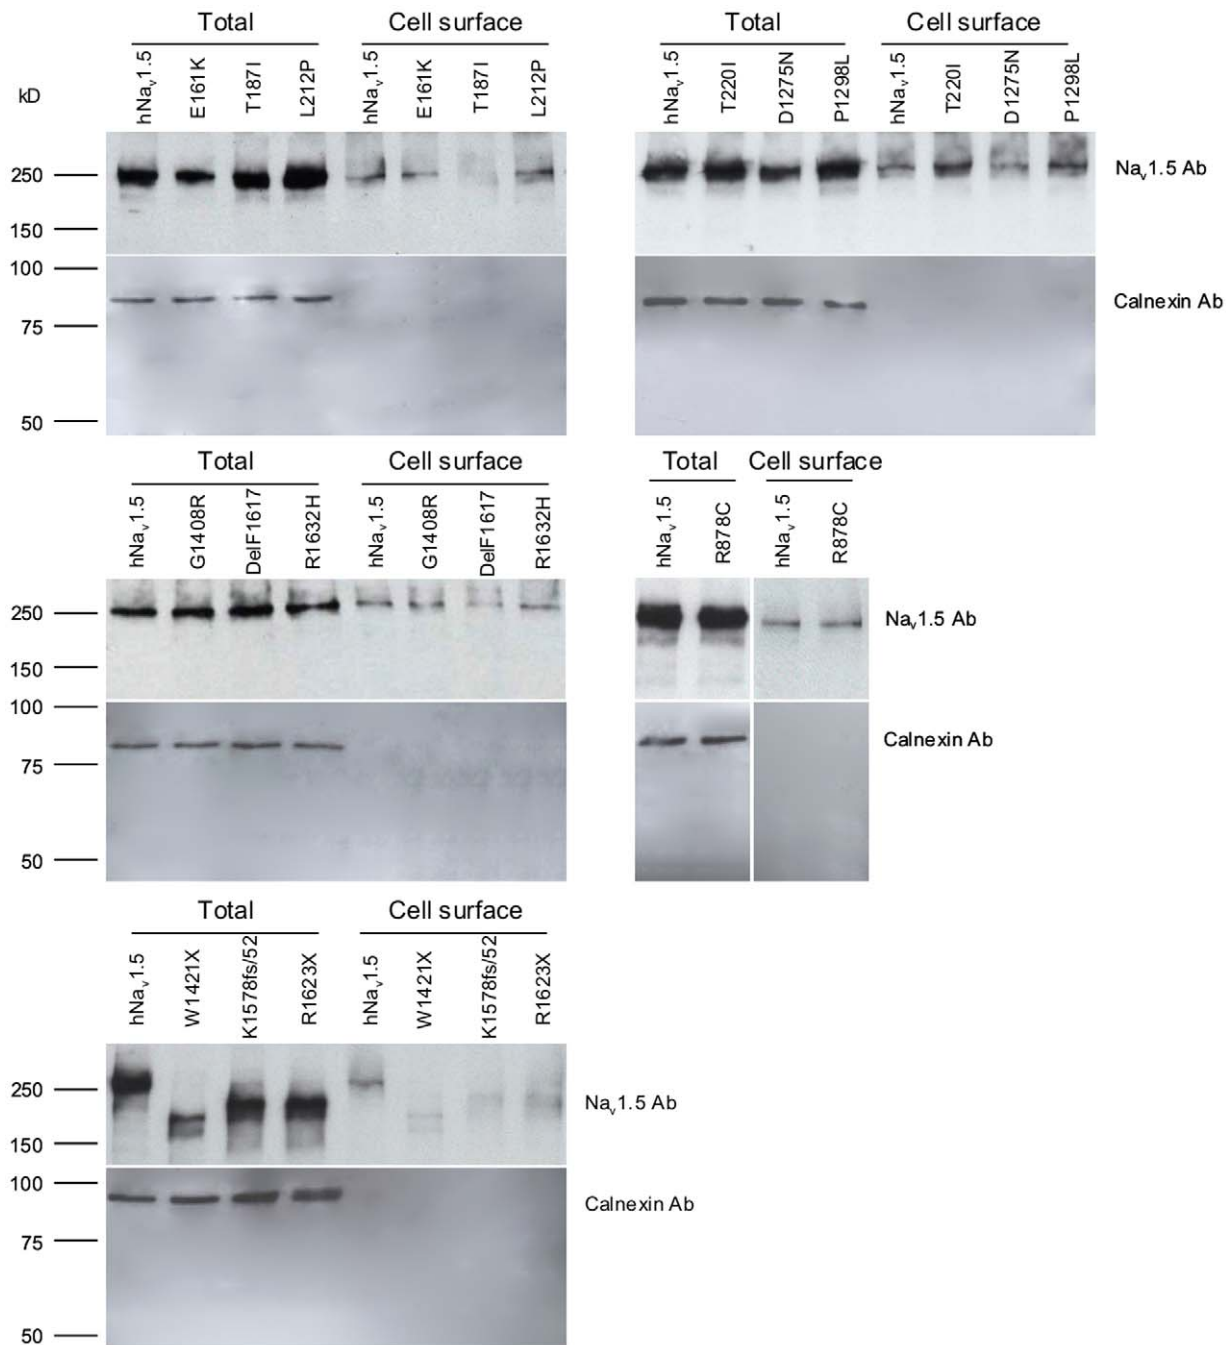 Total Cell surface
kD hNav1.5 E161K T187I L212P hNav1.5 E161K T187I L212P
250
150
100
75
50
Total Cell surface
hNav1.5 T220I D1275N P1298L hNav1.5 T220I D1275N P1298L
Nav1.5 Ab
Calnexin Ab
Total Cell surface
hNav1.5 G1408R DelF1617 R1632H hNav1.5 G1408R DelF1617 R1632H
250
150
100
75
50
Total Cell surface
hNav1.5 R878C hNav1.5 R878C
Nav1.5 Ab
Calnexin Ab
Total Cell surface
hNav1.5 W1421X K1578fs/52 R1623X hNav1.5 W1421X K1578fs/52 R1623X
250
150
100
75
50
Nav1.5 Ab
Calnexin Ab